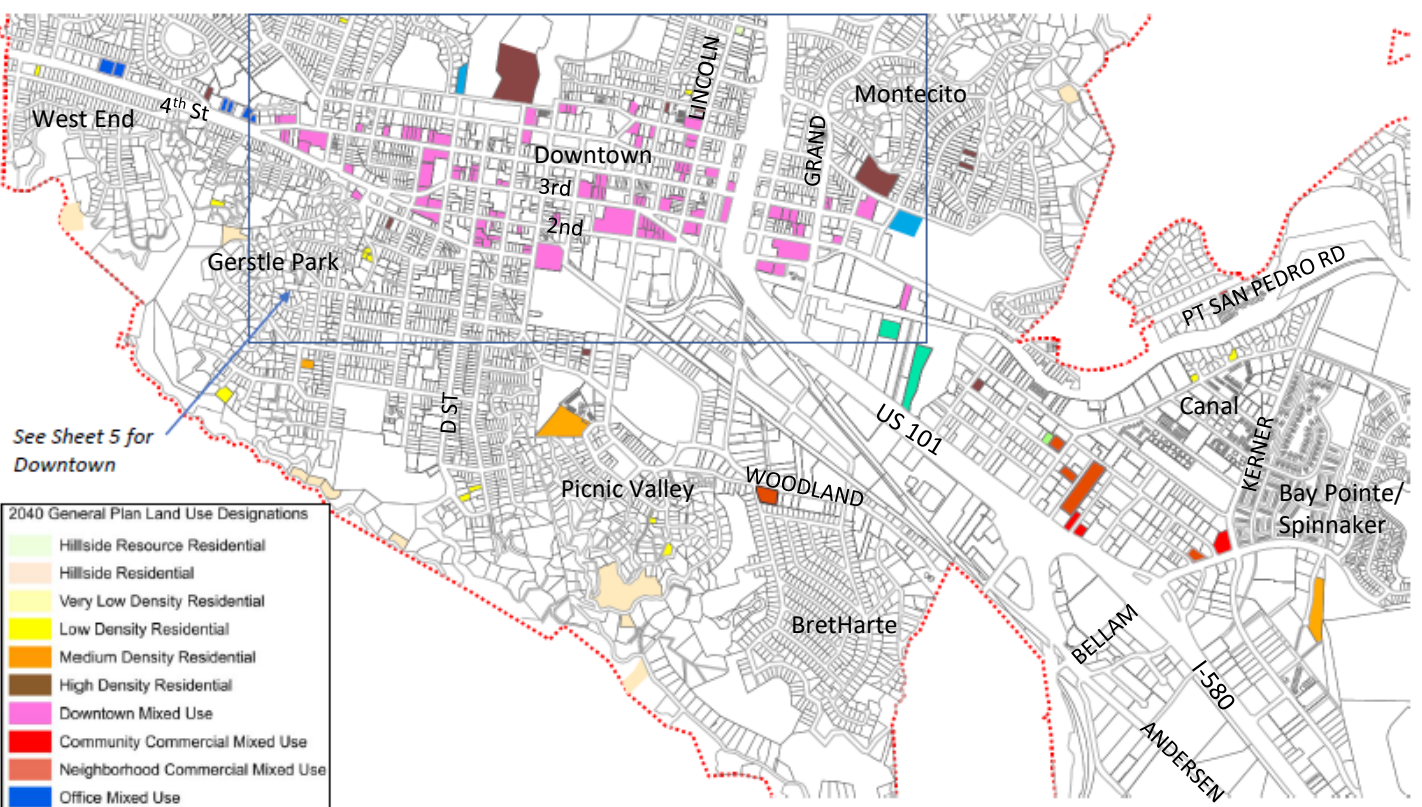 LINCOLN
Montecito
4th St
West End
GRAND
Downtown
3rd
2nd
Gerstle Park
PT SAN PEDRO RD
See Sheet 5 for
Downtown
D ST
US 101
Canal
KERNER
Picnic Valley
WOODLAND
Bay Pointe/
Spinnaker
BretHarte
BELLAM
I-580
ANDERSEN
2040 General Plan Land Use Designations
Hillside Resource Residential
Hillside Residential
Very Low Density Residential
Low Density Residential
Medium Density Residential
High Density Residential
Downtown Mixed Use
Community Commercial Mixed Use
Neighborhood Commercial Mixed Use
Office Mixed Use